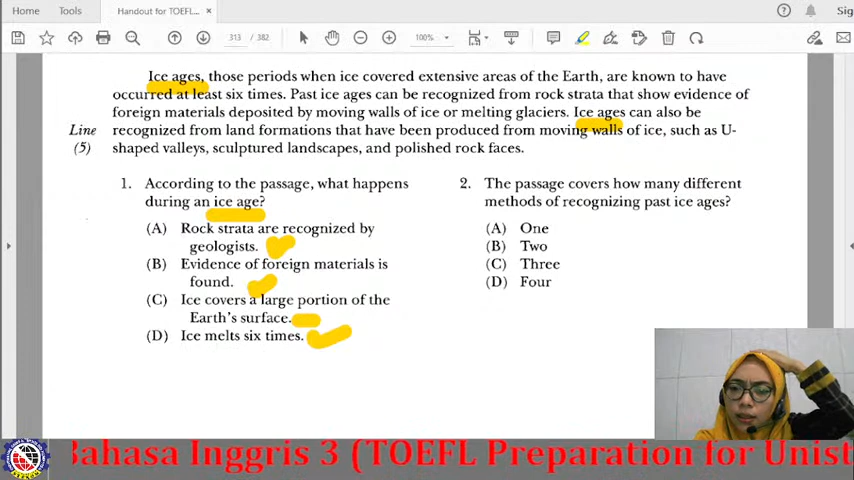 Home Tools Handout for TOEFL... × Sig
313 / 382 100%
Ice ages, those periods when ice covered extensive areas of the Earth, are known to have
occurred at least six times. Past ice ages can be recognized from rock strata that show evidence of
foreign materials deposited by moving walls of ice or melting glaciers. Ice ages can also be
Line recognized from land formations that have been produced from moving walls of ice, such as U-
(5) shaped valleys, sculptured landscapes, and polished rock faces.
1. According to the passage, what happens
during an ice age?
(A) Rock strata are recognized by
geologists.
(B) Evidence of foreign materials is
found.
(C) Ice covers a large portion of the
Earth's surface.
(D) Ice melts six times.
2. The passage covers how many different
methods of recognizing past ice ages?
(A) One
(B) Two
(C) Three
(D) Four
Bahasa Inggris 3 (TOEFL Preparation for Unist